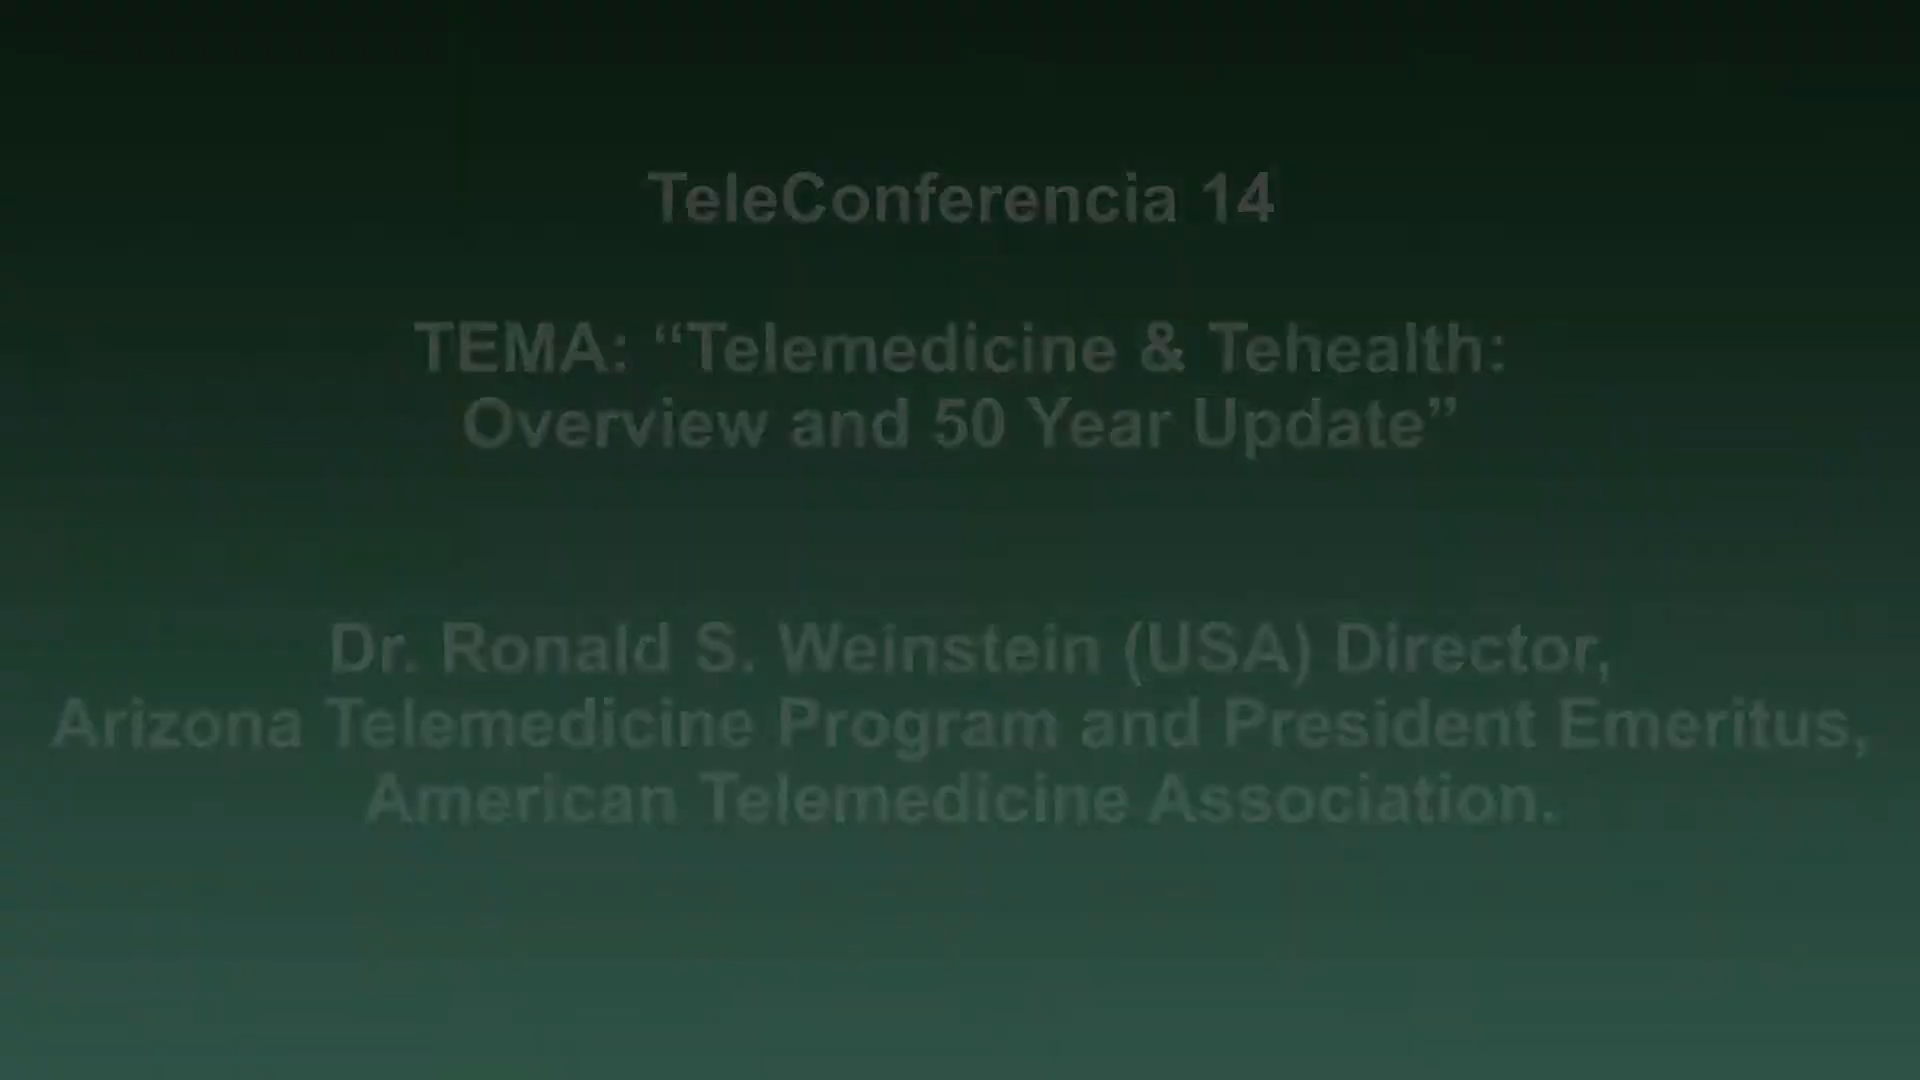 TeleConferencia 14
TEMA: “Telemedicine & Tehealth:
Overview and 50 Year Update”
Dr. Ronald S. Weinstein (USA) Director,
Arizona Telemedicine Program and President Emeritus,
American Telemedicine Association.